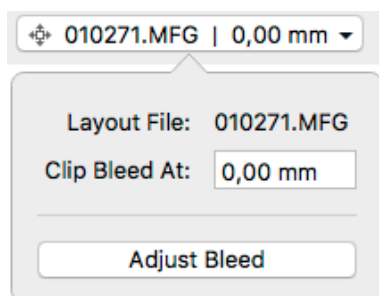 010271.MFG | 0,00 mm
Layout File: 010271.MFG
Clip Bleed At: 0,00 mm
Adjust Bleed